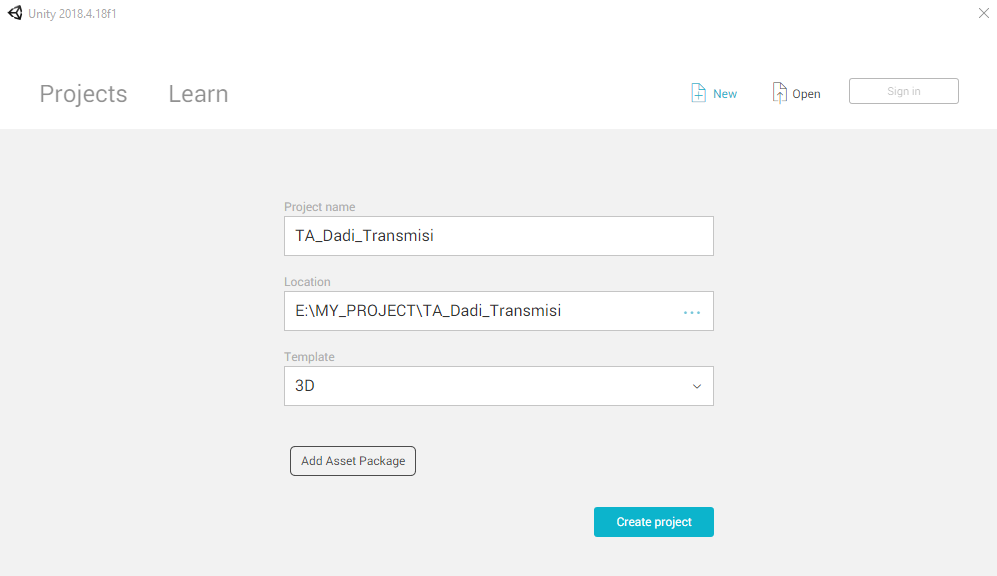 Unity 2018.4.18f1
Projects
Learn
New
Open
Sign in
Project name
TA_Dadi_Transmisi
Location
E:\MY_PROJECT\TA_Dadi_Transmisi
...
Template
3D
Add Asset Package
Create project